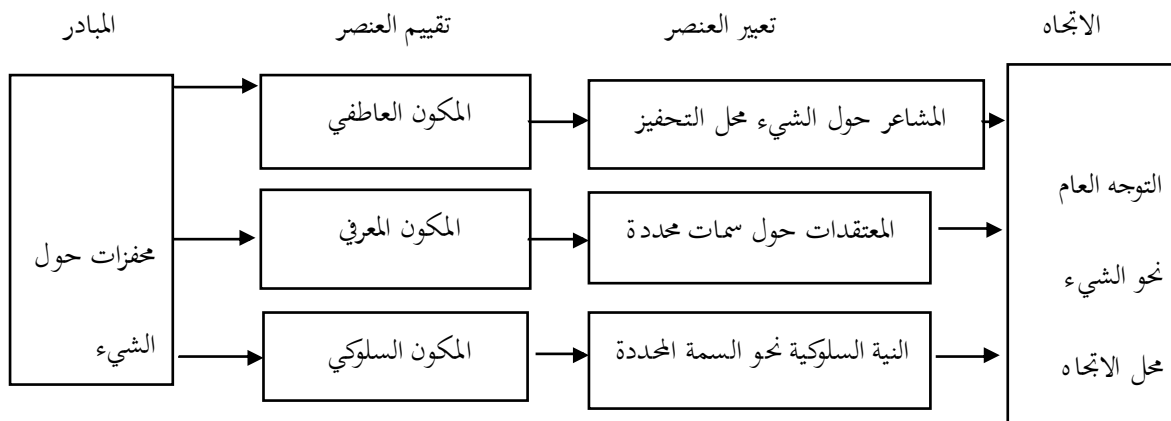 المبادر
تقييم العنصر
تعبير العنصر
الاتجاه
محفزات حول
الشيء
المكون العاطفي
المشاعر حول الشيء محل التحفيز
المكون المعرفي
المعتقدات حول سمات محددة
المكون السلوكي
النية السلوكية نحو السمة المحددة
التوجه العام
نحو الشيء
محل الاتجاه